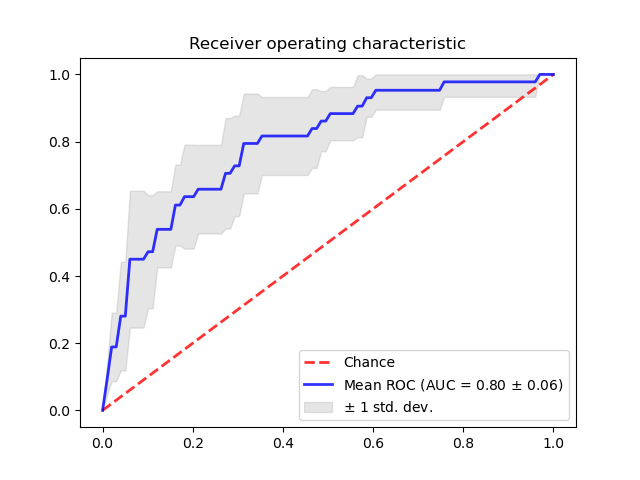 Receiver operating characteristic
1.0
0.8
0.6
0.4
0.2
0.0
Chance
Mean ROC (AUC = 0.80 ± 0.06)
± 1 std. dev.
0.0 0.2 0.4 0.6 0.8 1.0